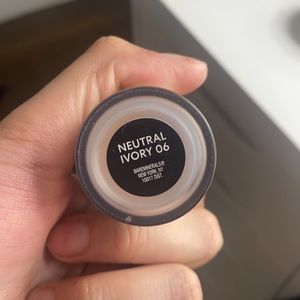 NEUTRAL
IVORY 06
BAREMINERALS®
NEW YORK, NY
10017 DIST.